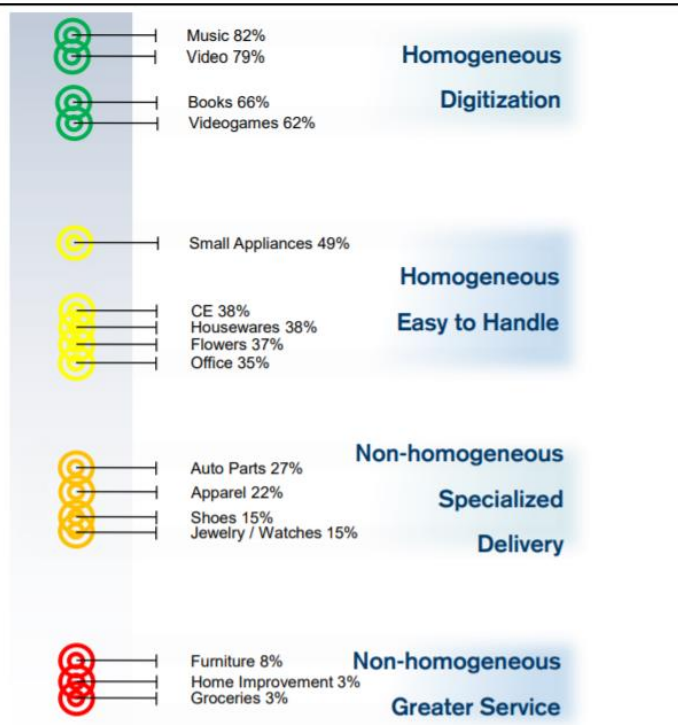 Music 82%
Video 79%
Homogeneous
Digitization
Books 66%
Videogames 62%
Small Appliances 49%
Homogeneous
Easy to Handle
CE 38%
Housewares 38%
Flowers 37%
Office 35%
Non-homogeneous
Specialized
Delivery
Auto Parts 27%
Apparel 22%
Shoes 15%
Jewelry / Watches 15%
Furniture 8%
Home Improvement 3%
Groceries 3%
Non-homogeneous
Greater Service